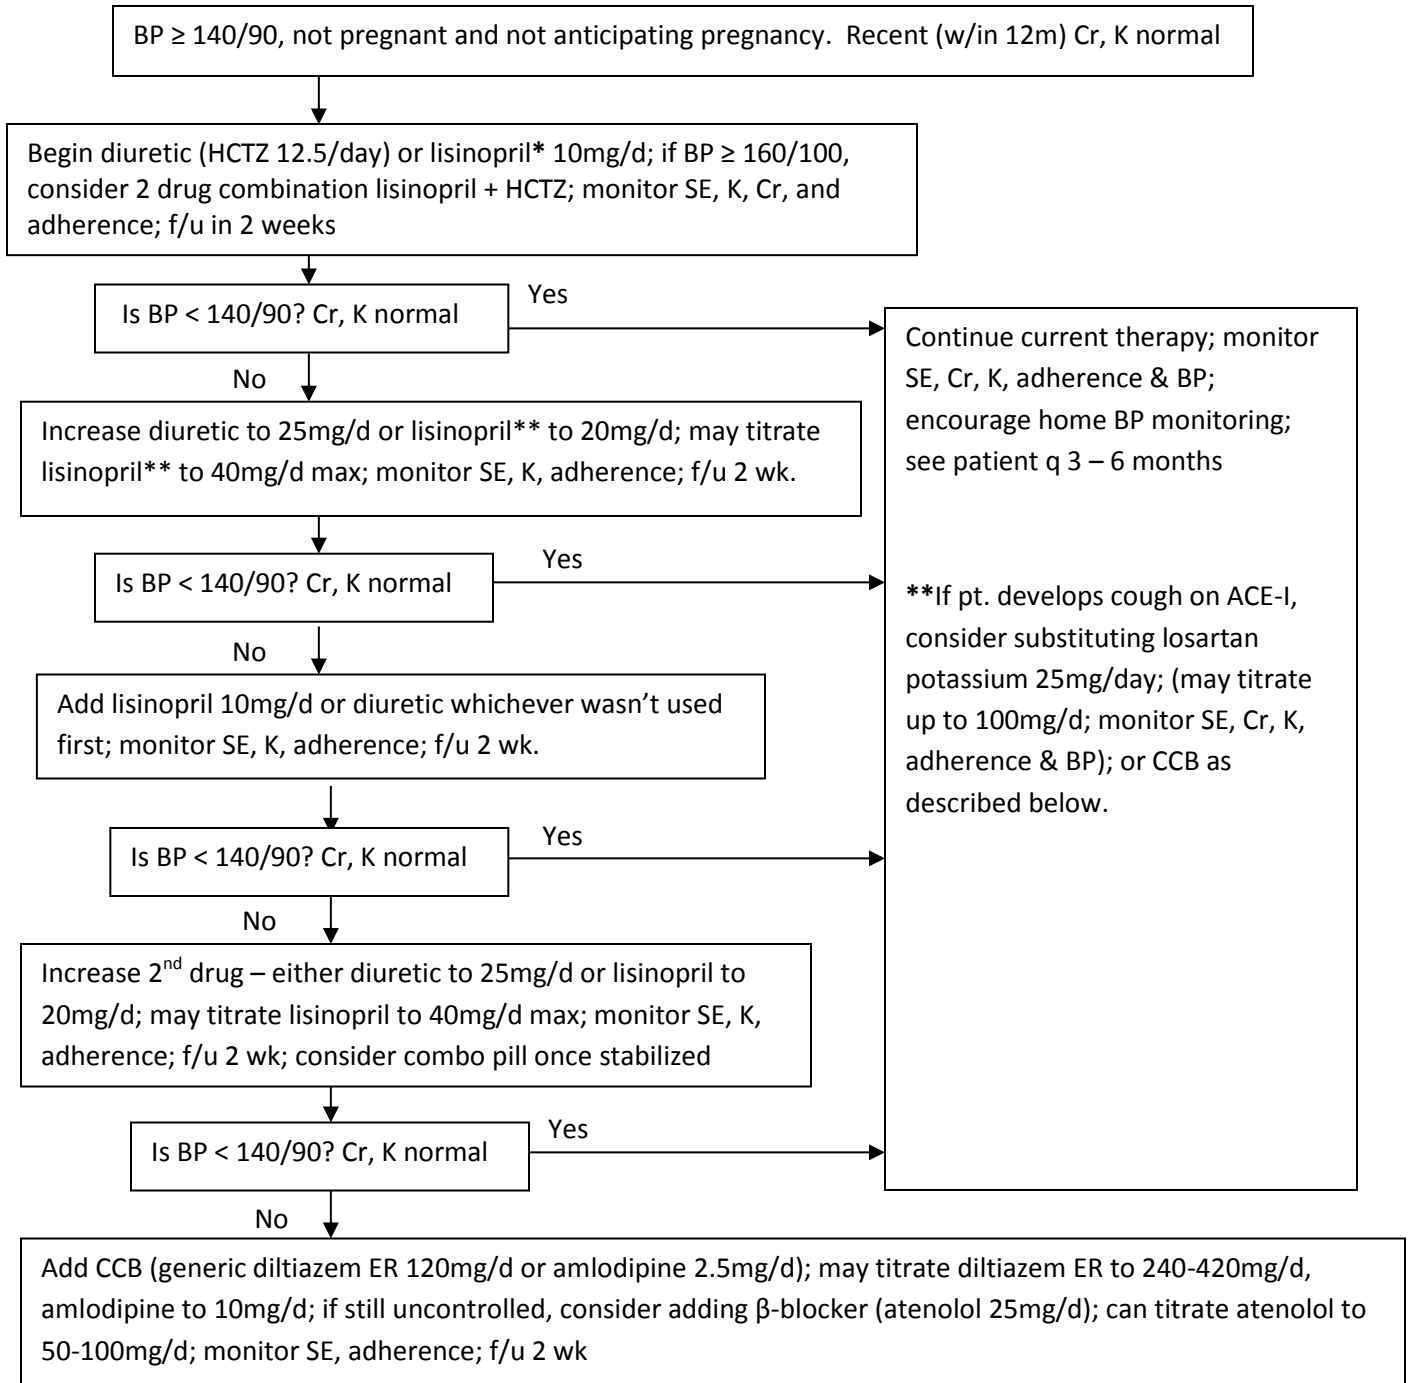 BP ≥ 140/90, not pregnant and not anticipating pregnancy.  Recent (w/in 12m) Cr, K normal
Begin diuretic (HCTZ 12.5/day) or lisinopril* 10mg/d; if BP ≥ 160/100,
consider 2 drug combination lisinopril + HCTZ; monitor SE, K, Cr, and
adherence; f/u in 2 weeks
Is BP < 140/90? Cr, K normal
Yes
No
Increase diuretic to 25mg/d or lisinopril** to 20mg/d; may titrate
lisinopril** to 40mg/d max; monitor SE, K, adherence; f/u 2 wk.
Is BP < 140/90? Cr, K normal
Yes
No
Add lisinopril 10mg/d or diuretic whichever wasn't used
first; monitor SE, K, adherence; f/u 2 wk.
Is BP < 140/90? Cr, K normal
Yes
No
Increase 2nd drug – either diuretic to 25mg/d or lisinopril to
20mg/d; may titrate lisinopril to 40mg/d max; monitor SE, K,
adherence; f/u 2 wk; consider combo pill once stabilized
Is BP < 140/90? Cr, K normal
Yes
No
Continue current therapy; monitor
SE, Cr, K, adherence & BP;
encourage home BP monitoring;
see patient q 3 – 6 months
**If pt. develops cough on ACE-I,
consider substituting losartan
potassium 25mg/day; (may titrate
up to 100mg/d; monitor SE, Cr, K,
adherence & BP); or CCB as
described below.
Add CCB (generic diltiazem ER 120mg/d or amlodipine 2.5mg/d); may titrate diltiazem ER to 240-420mg/d,
amlodipine to 10mg/d; if still uncontrolled, consider adding β-blocker (atenolol 25mg/d); can titrate atenolol to
50-100mg/d; monitor SE, adherence; f/u 2 wk